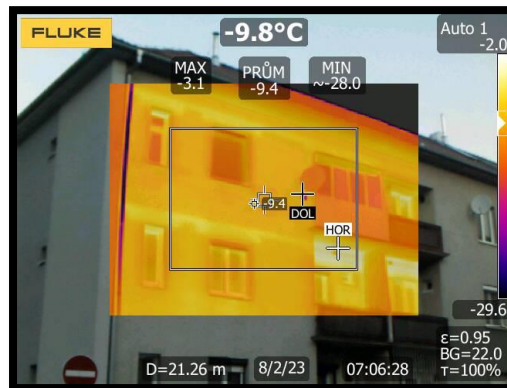 FLUKE
-9.8°C
Auto 1
-2.0
MAX
-3.1
PRŮM
-9.4
MIN
~-28.0
-9.4
DOL
HOR
-29.6
ε=0.95
BG=22.0
τ=100%
D=21.26 m
8/2/23
07:06:28